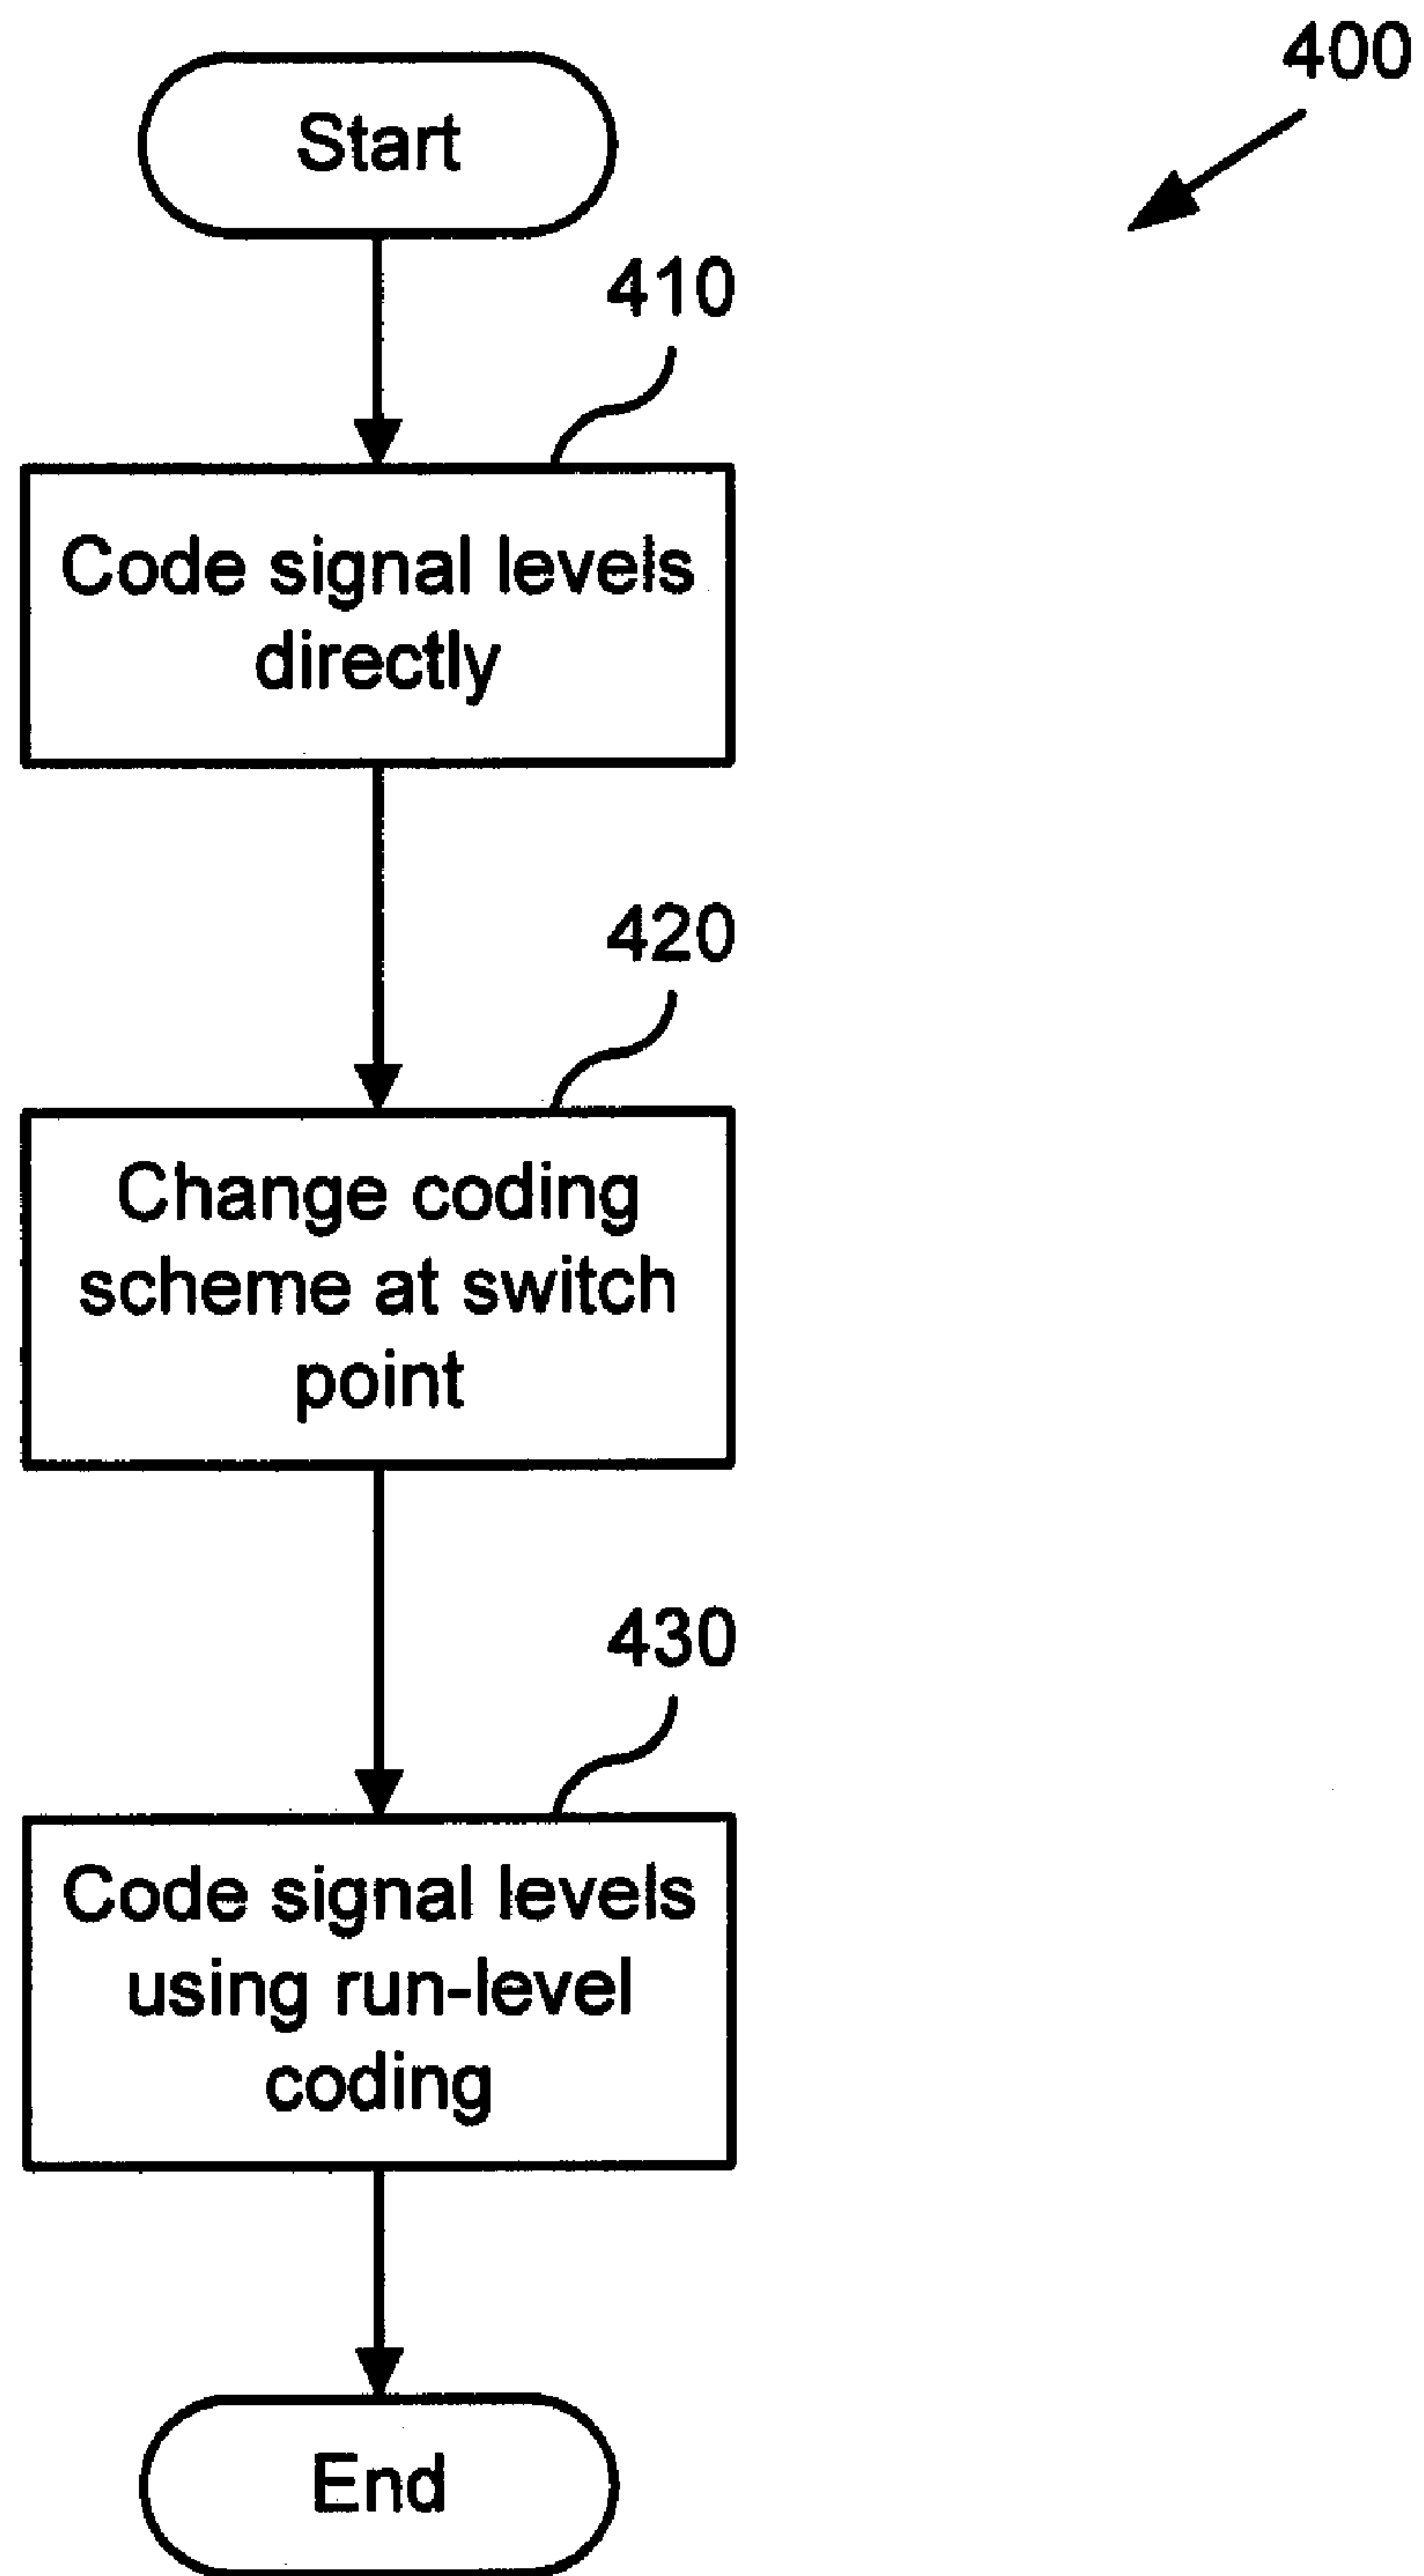 400
Start
410
Code signal levels
directly
420
Change coding
scheme at switch
point
430
Code signal levels
using run-level
coding
End